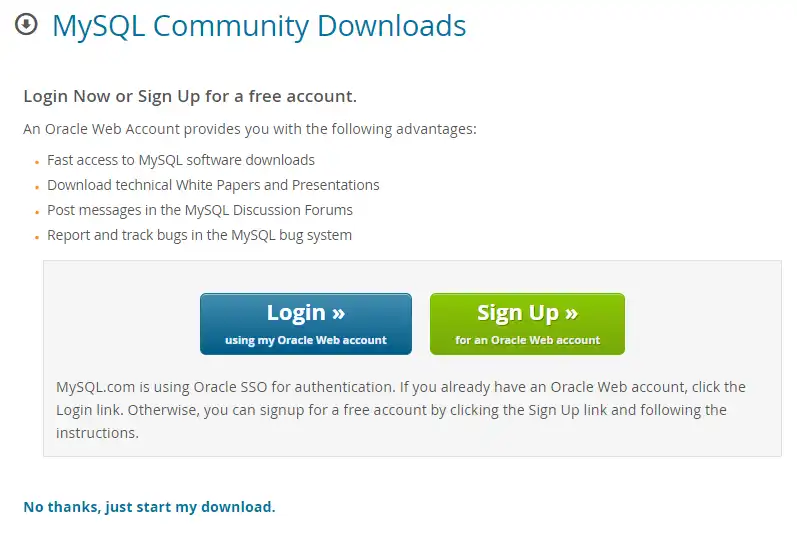 MySQL Community Downloads
Login Now or Sign Up for a free account.
An Oracle Web Account provides you with the following advantages:
Fast access to MySQL software downloads
Download technical White Papers and Presentations
Post messages in the MySQL Discussion Forums
Report and track bugs in the MySQL bug system
Login »
using my Oracle Web account
Sign Up »
for an Oracle Web account
MySQL.com is using Oracle SSO for authentication. If you already have an Oracle Web account, click the
Login link. Otherwise, you can signup for a free account by clicking the Sign Up link and following the
instructions.
No thanks, just start my download.